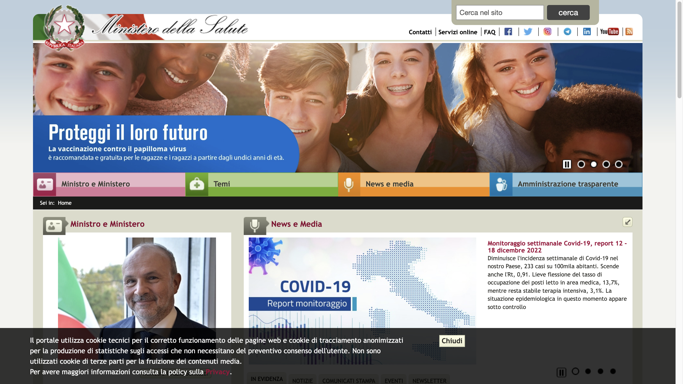 Cerca nel sito
cerca
Ministero della Salute
Contatti Servizi online FAQ
You Tube
Proteggi il loro futuro
La vaccinazione contro il papilloma virus
è raccomandata e gratuita per le ragazze e i ragazzi a partire dagli undici anni di età.
Ministro e Ministero
Temi
News e media
Amministrazione trasparente
Sei in: Home
Ministro e Ministero
News e Media
COVID-19
Report monitoraggio
Monitoraggio settimanale Covid-19, report 12 -
18 dicembre 2022
Diminuisce l'incidenza settimanale di Covid-19 nel
nostro Paese, 233 casi su 100mila abitanti. Scende
anche l'Rt, 0,91. Lieve flessione del tasso di
occupazione dei posti letto in area medica, 13,7%,
mentre resta stabile terapia intensiva, 3,1%. La
situazione epidemiologica in questo momento appare
sotto controllo
Il portale utilizza cookie tecnici per il corretto funzionamento delle pagine web e cookie di tracciamento anonimizzati
per la produzione di statistiche sugli accessi che non necessitano del preventivo consenso dell'utente. Non sono
utilizzati cookie di terze parti per la fruizione dei contenuti media.
Per avere maggiori informazioni consulta la policy sulla Privacy.
Chiudi
IN EVIDENZA NOTIZIE COMUNICATI STAMPA EVENTI NEWSLETTER